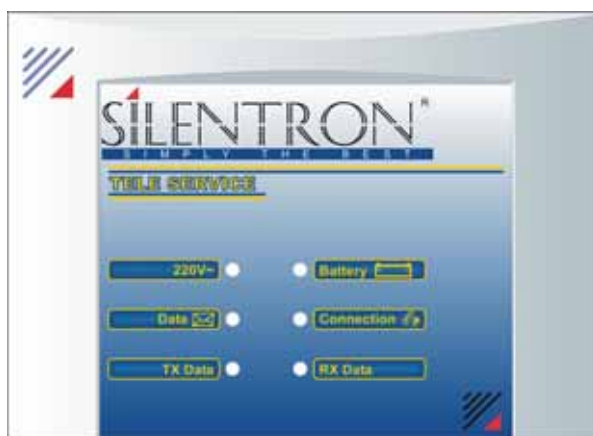 SILENTRON®
SIMPLY THE BEST
TELE SERVICE
220V~
Battery
Data
Connection
TX Data
RX Data